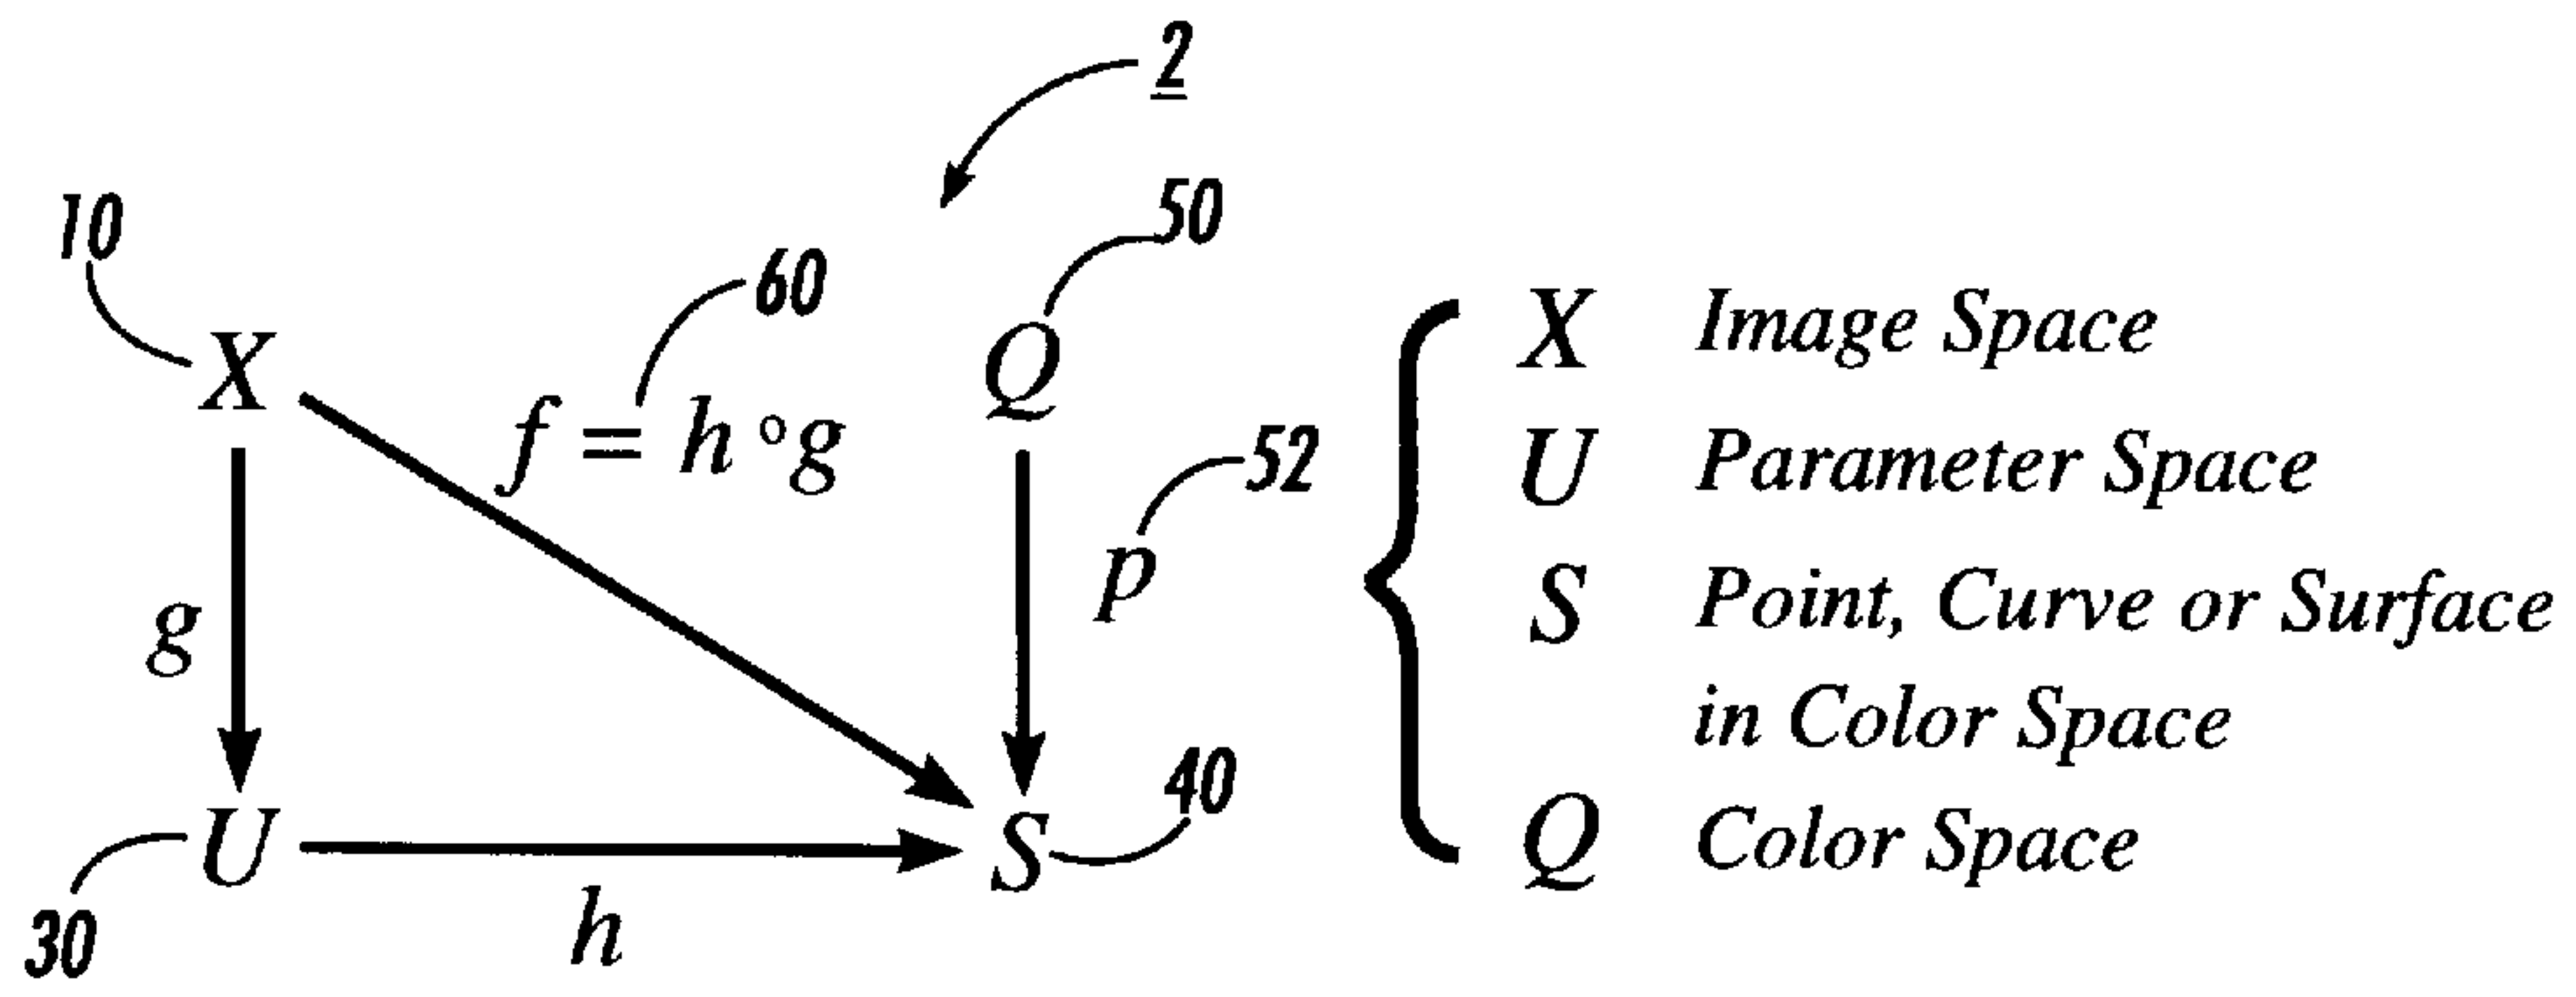 2
10
60
50
X
f = h ∘ g
Q
52
g
p
U
S
40
30
h
X Image Space
U Parameter Space
S Point, Curve or Surface
in Color Space
Q Color Space